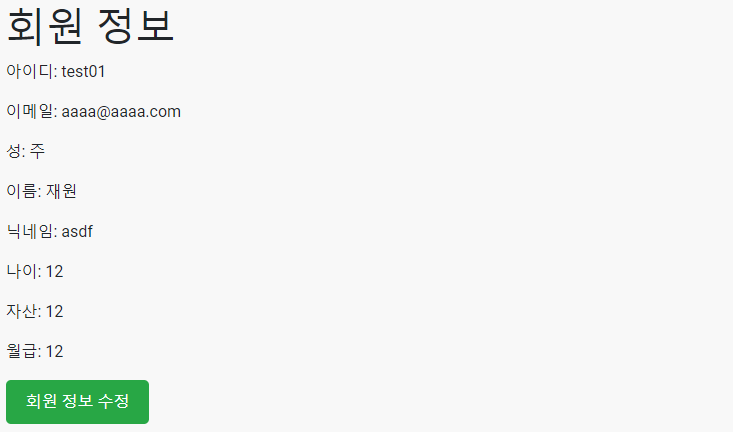 회원 정보
아이디: test01
이메일: aaaa@aaaa.com
성: 주
이름: 재원
닉네임: asdf
나이: 12
자산: 12
월급: 12
회원 정보 수정